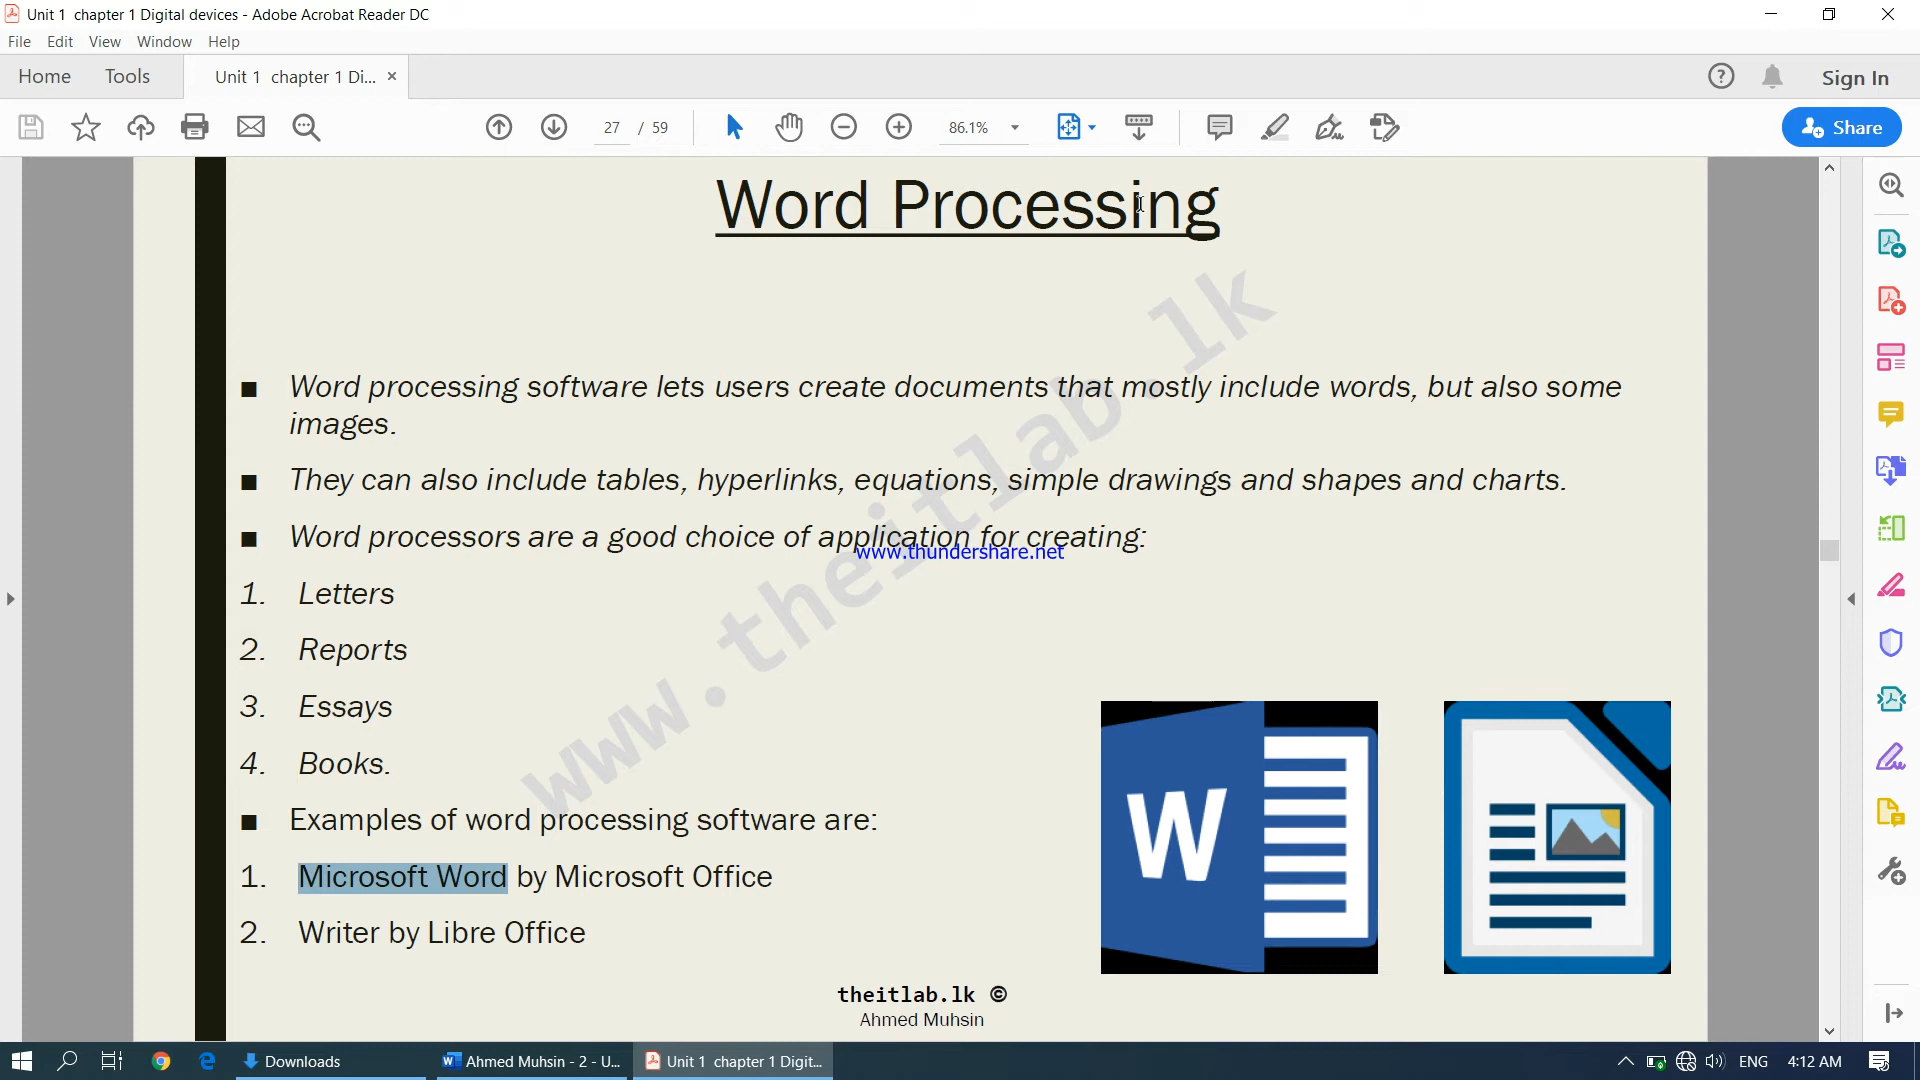 Unit 1  chapter 1 Digital devices - Adobe Acrobat Reader DC
File Edit View Window Help
Home Tools Unit 1  chapter 1 Di... × Sign In
27 / 59 86.1% Share
Word Processing
■ Word processing software lets users create documents that mostly include words, but also some
images.
■ They can also include tables, hyperlinks, equations, simple drawings and shapes and charts.
■ Word processors are a good choice of application for creating:
www.thundershare.net
1. Letters
2. Reports
3. Essays
4. Books.
■ Examples of word processing software are:
1. Microsoft Word by Microsoft Office
2. Writer by Libre Office
W
www.theitlab.lk
theitlab.lk ©
Ahmed Muhsin
Downloads Ahmed Muhsin - 2 - U... Unit 1  chapter 1 Digit... ENG 4:12 AM